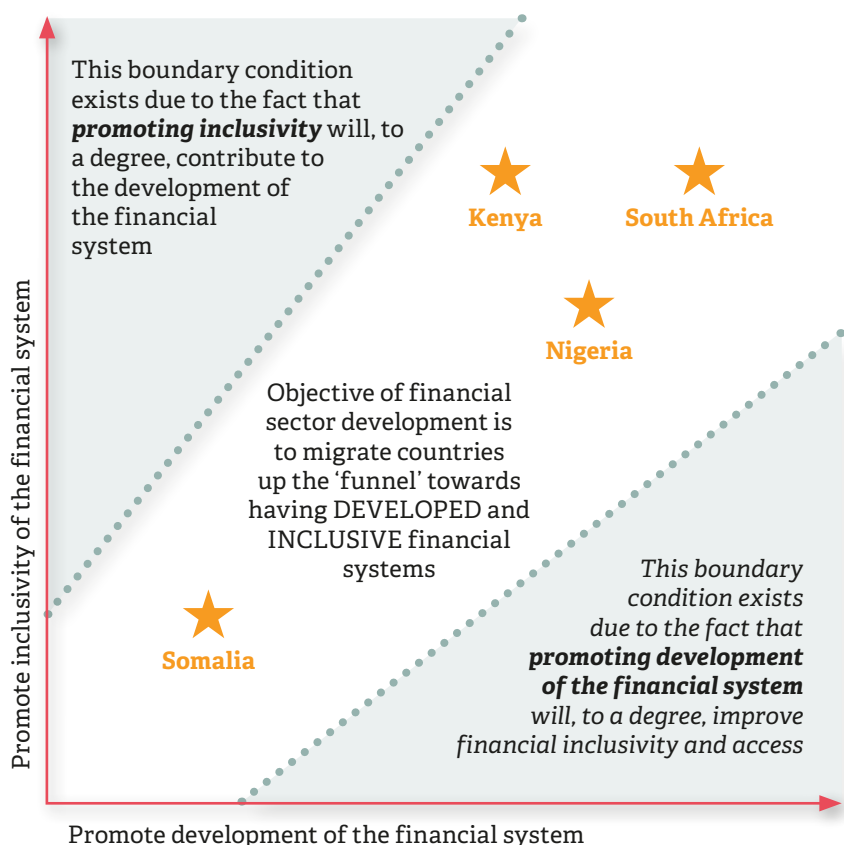 This boundary condition
exists due to the fact that
promoting inclusivity will, to
a degree, contribute to
the development of
the financial
system
Kenya
South Africa
Nigeria
Objective of financial
sector development is
to migrate countries
up the ‘funnel’ towards
having DEVELOPED and
INCLUSIVE financial
systems
Somalia
This boundary
condition exists
due to the fact that
promoting development
of the financial system
will, to a degree, improve
financial inclusivity and access
Promote inclusivity of the financial system
Promote development of the financial system